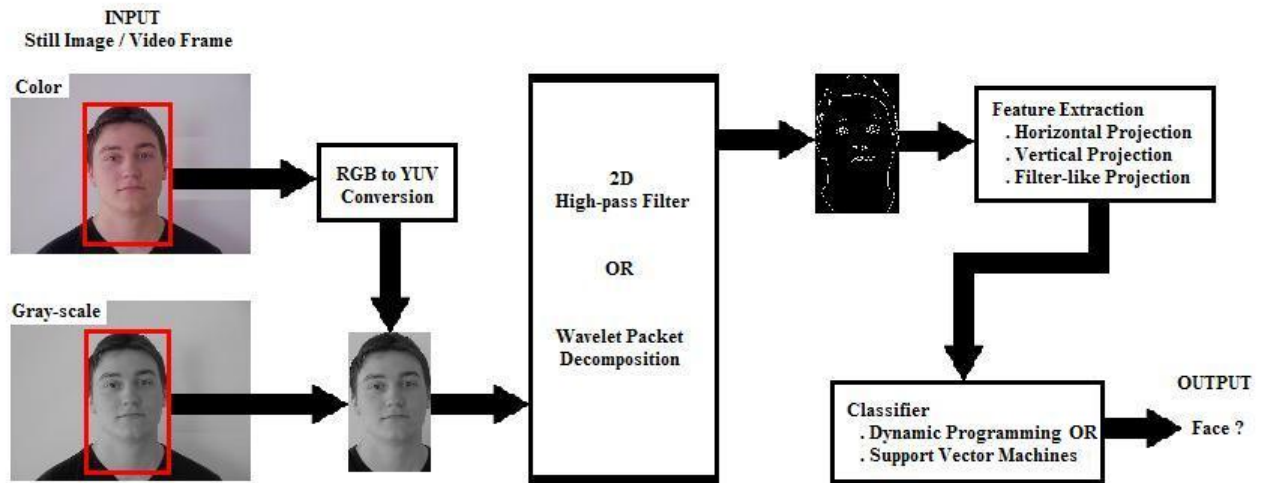 INPUT
Still Image / Video Frame
Color
RGB to YUV
Conversion
Gray-scale
2D
High-pass Filter
OR
Wavelet Packet
Decomposition
Feature Extraction
. Horizontal Projection
. Vertical Projection
. Filter-like Projection
Classifier
. Dynamic Programming OR
. Support Vector Machines
OUTPUT
Face ?